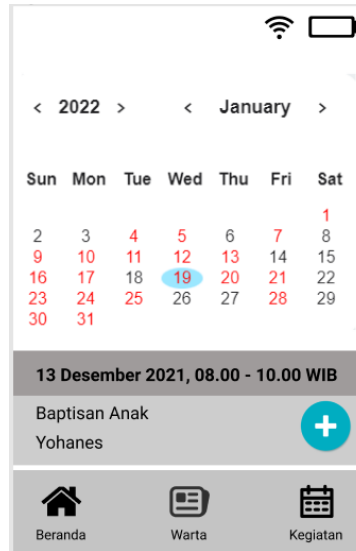 < 2022 > < January >
Sun Mon Tue Wed Thu Fri Sat
1
2 3 4 5 6 7 8
9 10 11 12 13 14 15
16 17 18 19 20 21 22
23 24 25 26 27 28 29
30 31
13 Desember 2021, 08.00 - 10.00 WIB
Baptisan Anak
Yohanes
+
Beranda Warta Kegiatan